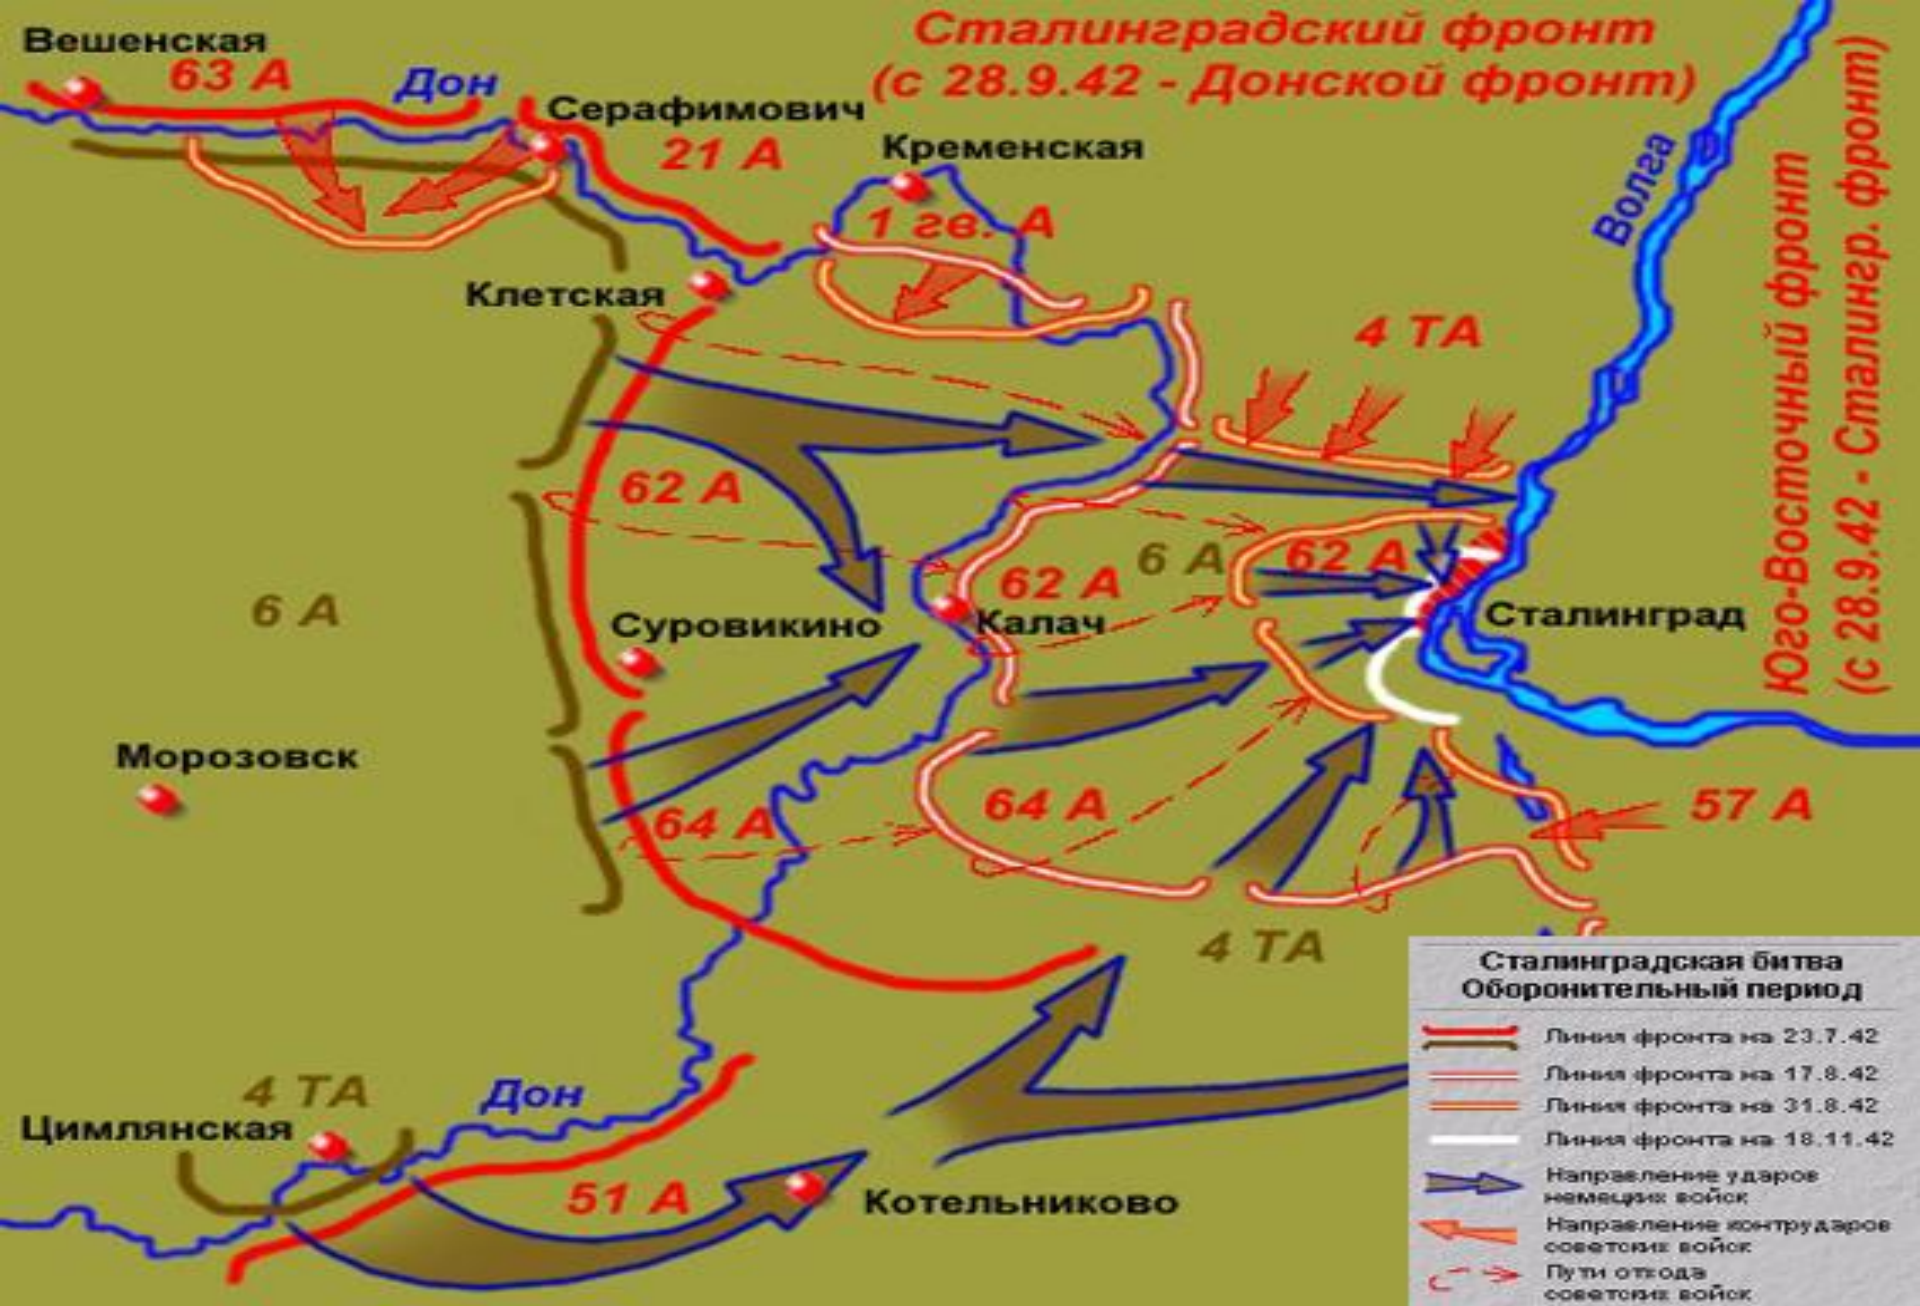 Вешенская
63 А
Дон
Серафимович
21 А
Сталинградский фронт
(с 28.9.42 - Донской фронт)
Кременская
1 гв. А
Волга
Юго-Восточный фронт
(с 28.9.42 - Сталингр. фронт)
Клетская
4 ТА
62 А
6 А
62 А
6 А
62 А
Суровикино
Калач
Сталинград
Морозовск
64 А
64 А
57 А
4 ТА
4 ТА
Цимлянская
Дон
51 А
Котельниково
Сталинградская битва
Оборонительный период
Линия фронта на 23.7.42
Линия фронта на 17.8.42
Линия фронта на 31.8.42
Линия фронта на 18.11.42
Направление ударов
немецких войск
Направление контрударов
советских войск
Пути отхода
советских войск